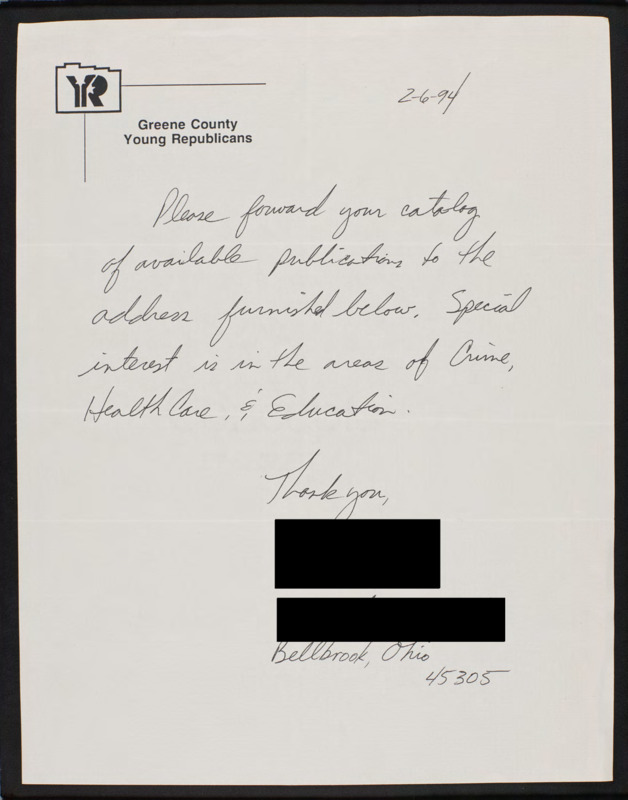 YR
2-6-94
Greene County
Young Republicans
Please forward your catalog
of available publications to the
address furnished below. Special
interest is in the areas of Crime,
Health Care, & Education.
Thank you,
Bellbrook, Ohio
45305